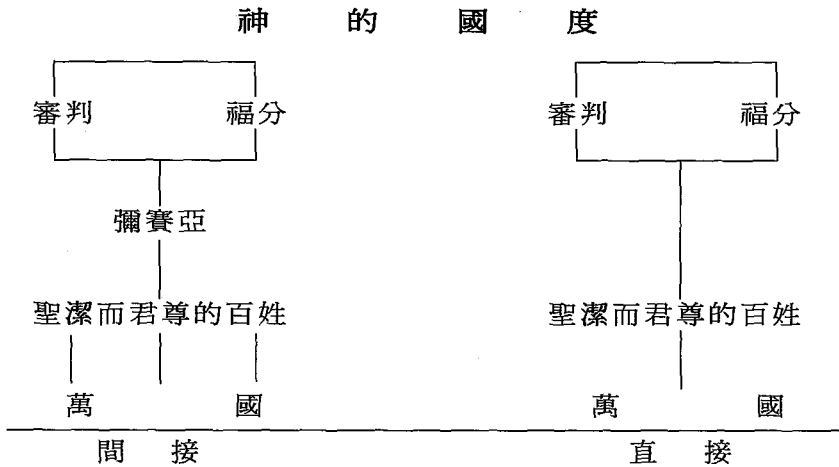 神的國度
審判 福分 審判 福分
彌賽亞
聖潔而君尊的百姓 聖潔而君尊的百姓
萬國 萬國
間接 直接